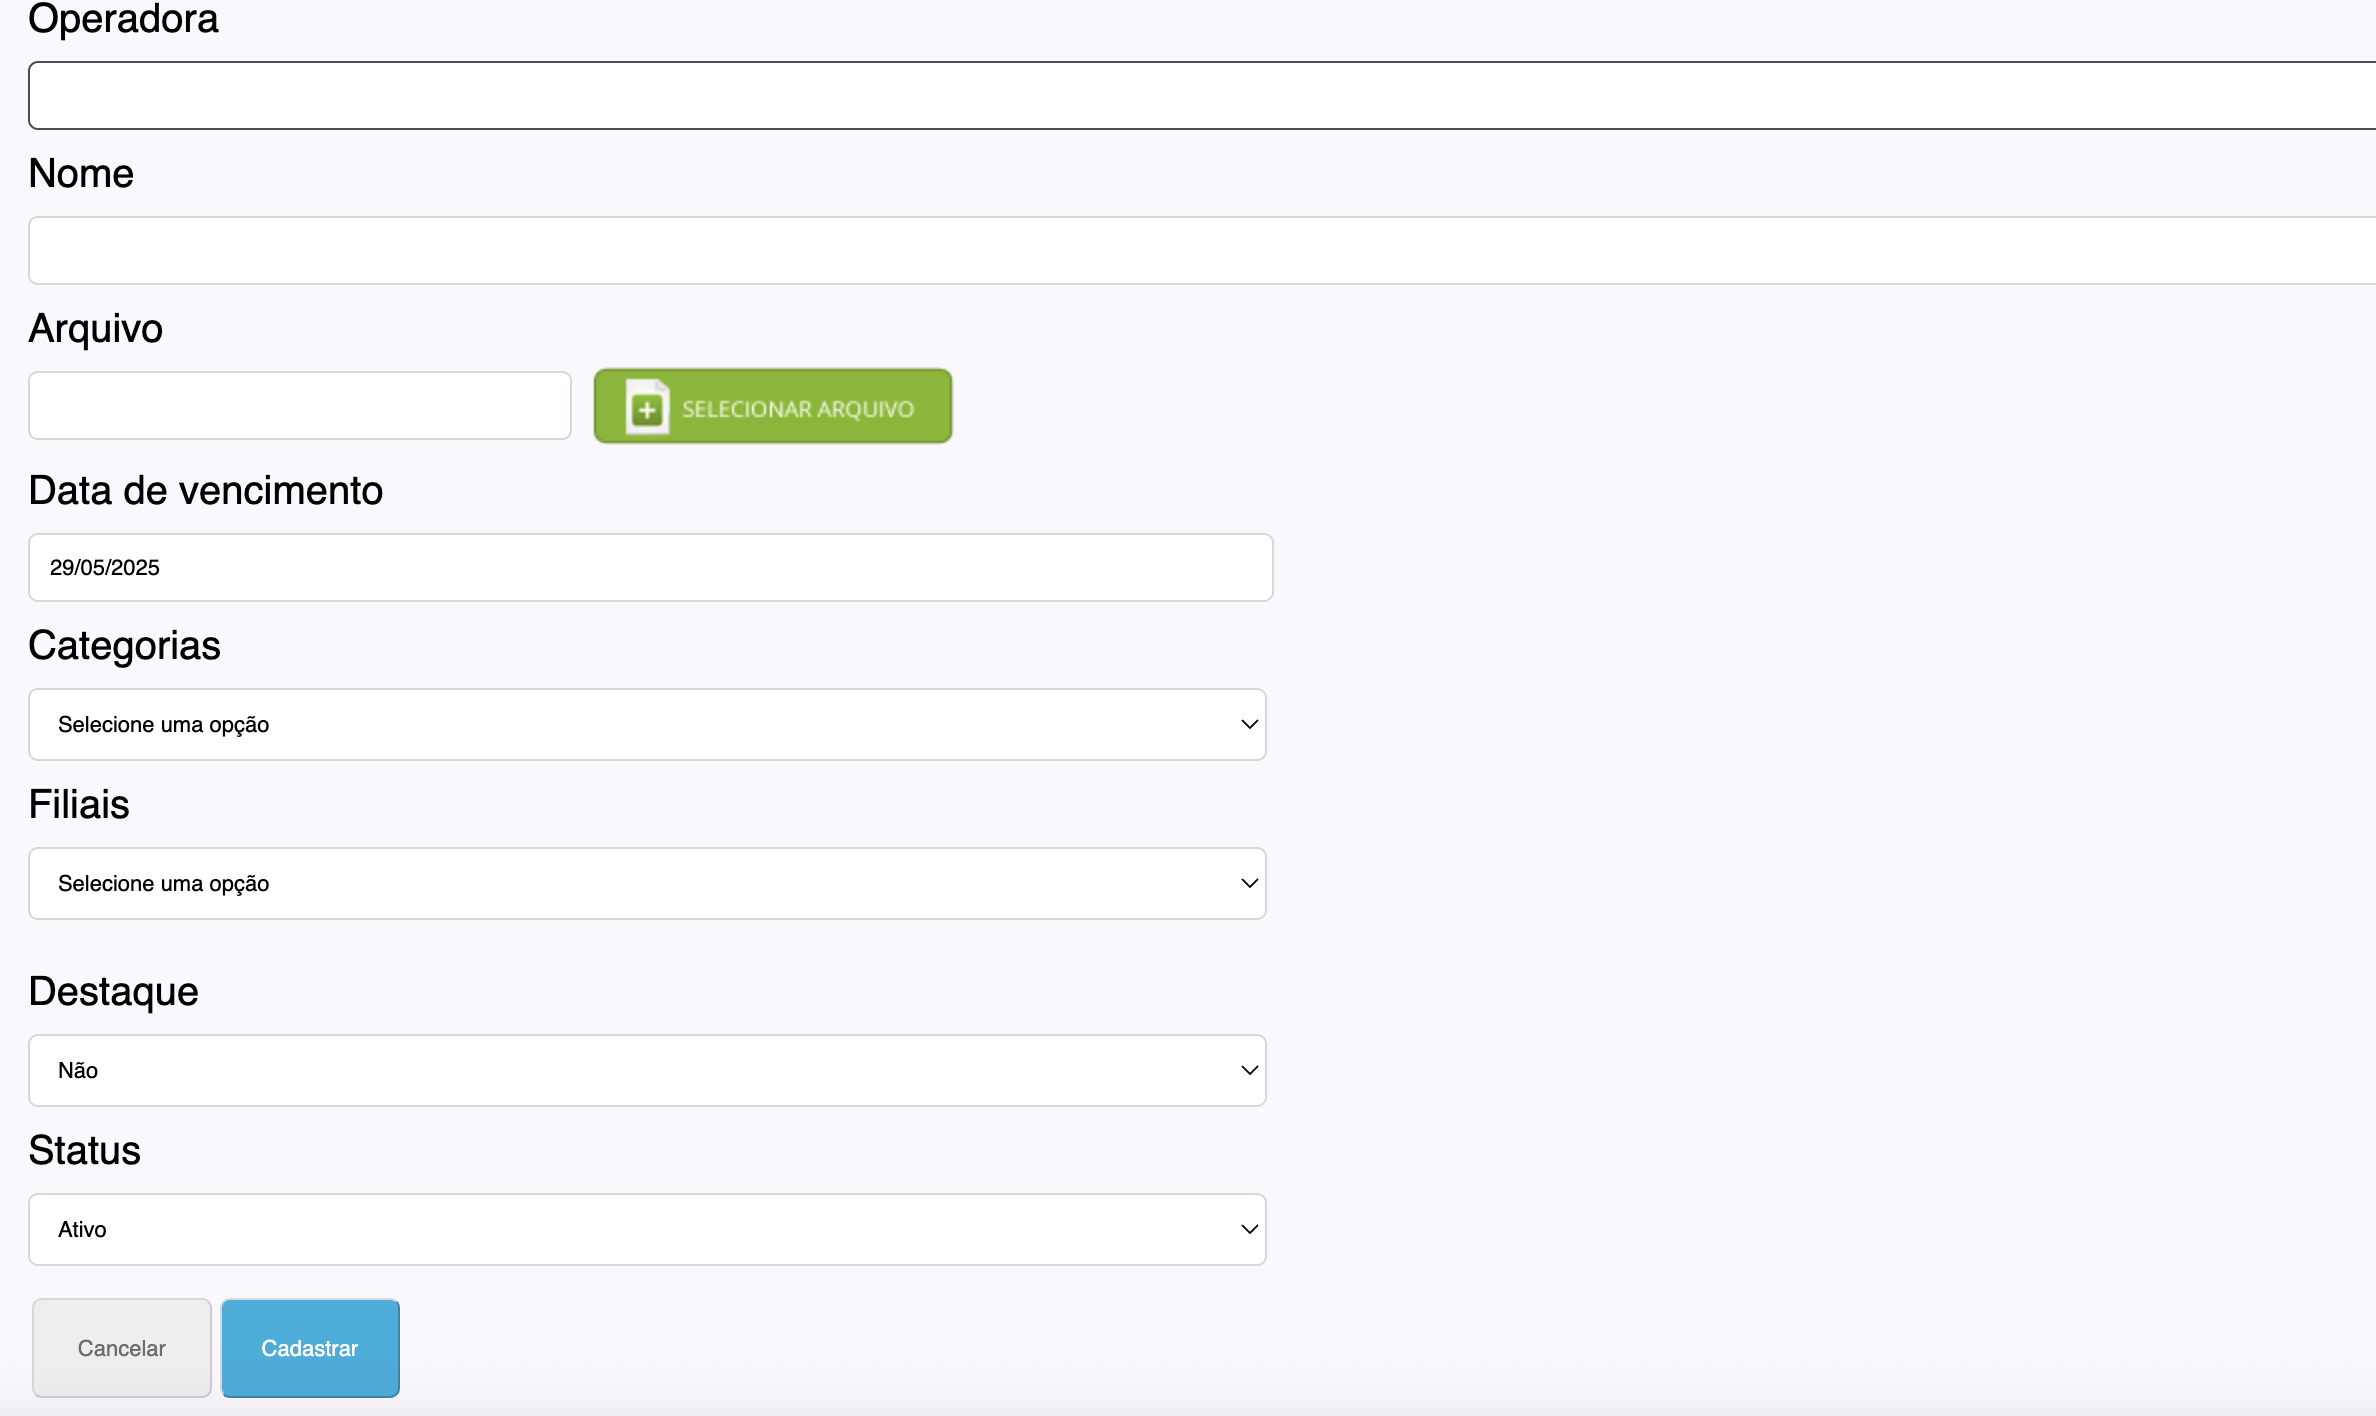 Operadora
Nome
Arquivo
SELECIONAR ARQUIVO
Data de vencimento
29/05/2025
Categorias
Selecione uma opção
Filiais
Selecione uma opção
Destaque
Não
Status
Ativo
Cancelar Cadastrar